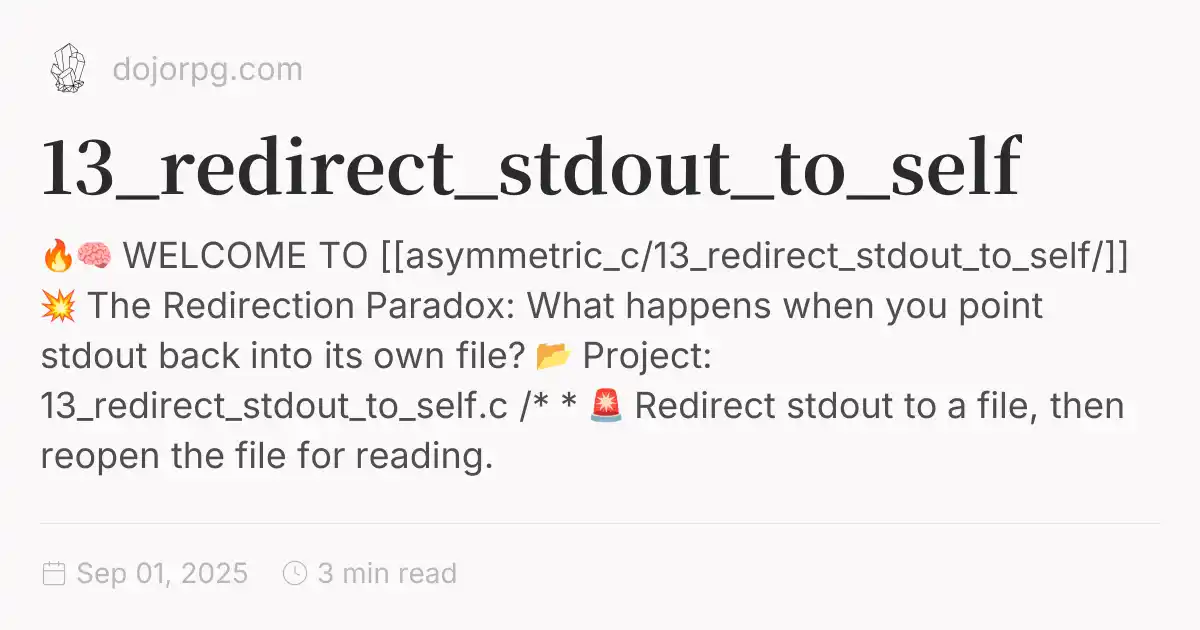 dojorpg.com
13_redirect_stdout_to_self
🔥🧠 WELCOME TO [[asymmetric_c/13_redirect_stdout_to_self/]]
💥 The Redirection Paradox: What happens when you point
stdout back into its own file? 📂 Project:
13_redirect_stdout_to_self.c /* * 🚨 Redirect stdout to a file, then
reopen the file for reading.
Sep 01, 2025 3 min read